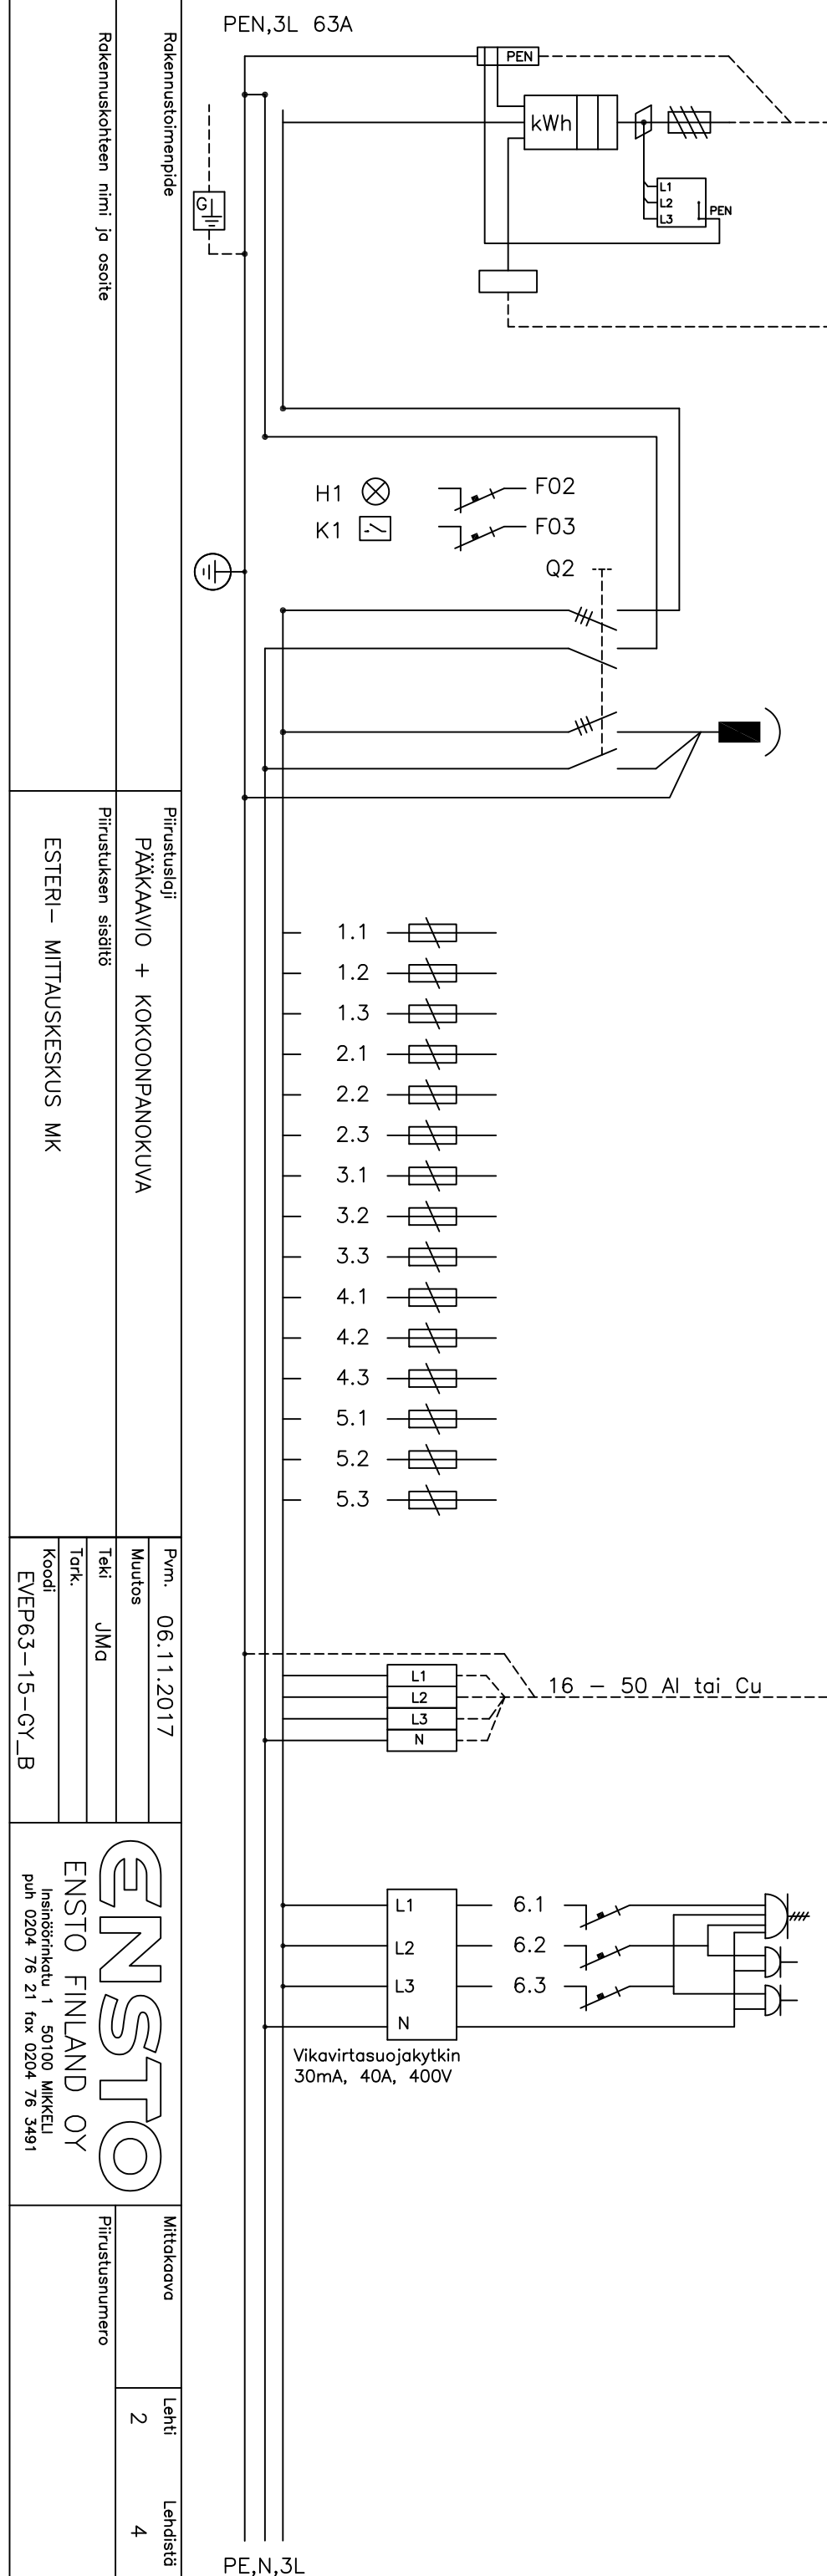 PEN,3L 63A
PEN
kWh
L1
L2
L3
PEN
G
H1
F02
K1
F03
Q2
1.1
1.2
1.3
2.1
2.2
2.3
3.1
3.2
3.3
4.1
4.2
4.3
5.1
5.2
5.3
L1
L2
L3
N
16 - 50 Al tai Cu
L1
L2
L3
N
6.1
6.2
6.3
Vikavirtasuojakytkin
30mA, 40A, 400V
PE,N,3L
Rakennustoimenpide
Rakennuskohteen nimi ja osoite
Piirustuslaji
PÄÄKAAVIO + KOKOONPANOKUVA
Piirustuksen sisältö
ESTERI- MITTAUSKESKUS MK
Pvm. 06.11.2017
Muutos
Teki JMa
Tark.
Koodi
EVEP63-15-GY_B
ENSTO
ENSTO FINLAND OY
Insinöörinkatu 1 50100 MIKKELI
puh 0204 76 21 fax 0204 76 3491
Mittakaava
Piirustusnumero
Lehti
2
Lehdistä
4